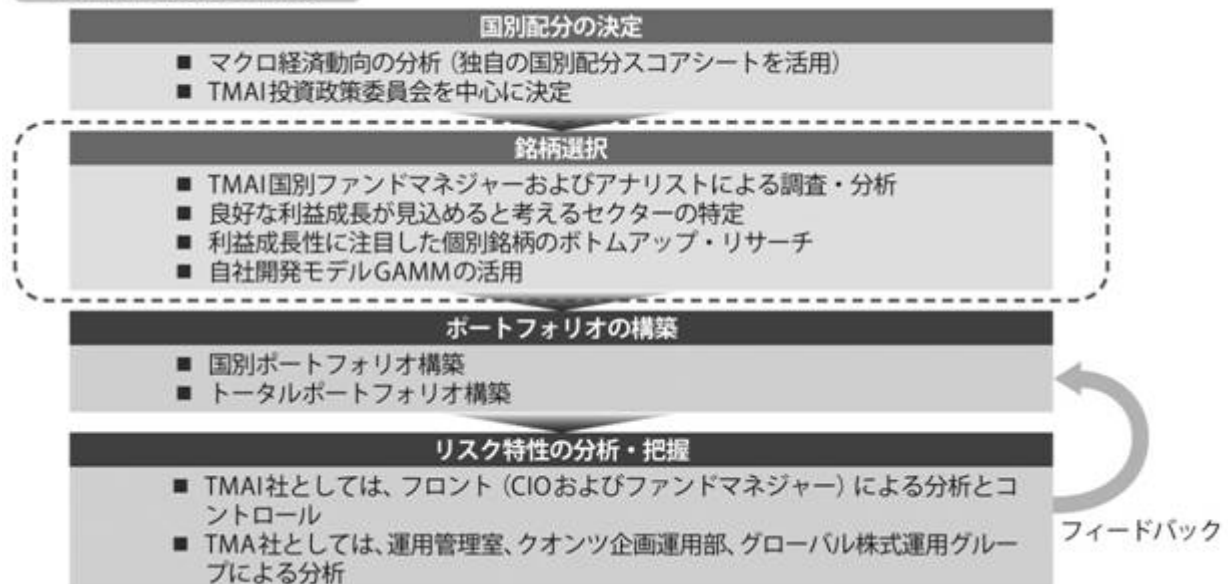 国別配分の決定
■ マクロ経済動向の分析（独自の国別配分スコアシートを活用）
■ TMAI投資政策委員会を中心に決定
銘柄選択
■ TMAI国別ファンドマネジャーおよびアナリストによる調査・分析
■ 良好な利益成長が見込めると考えるセクターの特定
■ 利益成長性に注目した個別銘柄のボトムアップ・リサーチ
■ 自社開発モデルGAMMの活用
ポートフォリオの構築
■ 国別ポートフォリオ構築
■ トータルポートフォリオ構築
リスク特性の分析・把握
■ TMAI社としては、フロント（CIOおよびファンドマネジャー）による分析とコ
ントロール
■ TMA社としては、運用管理室、クオンツ企画運用部、グローバル株式運用グルー
プによる分析
フィードバック